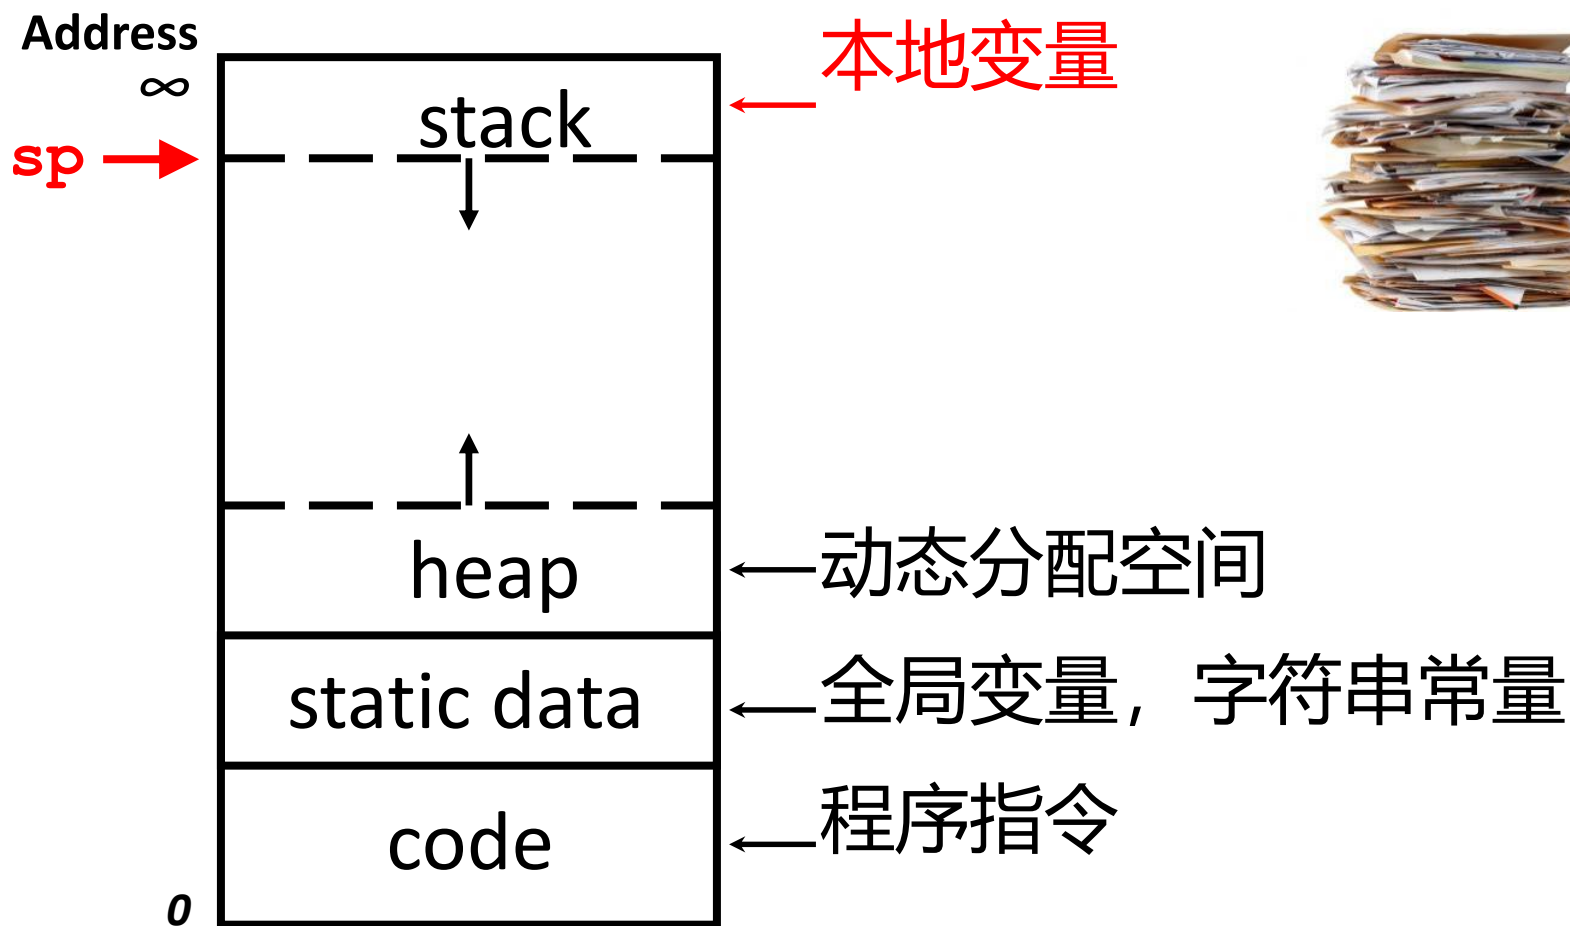 Address
∞
本地变量
stack
sp
heap
动态分配空间
static data
全局变量，字符串常量
code
程序指令
0